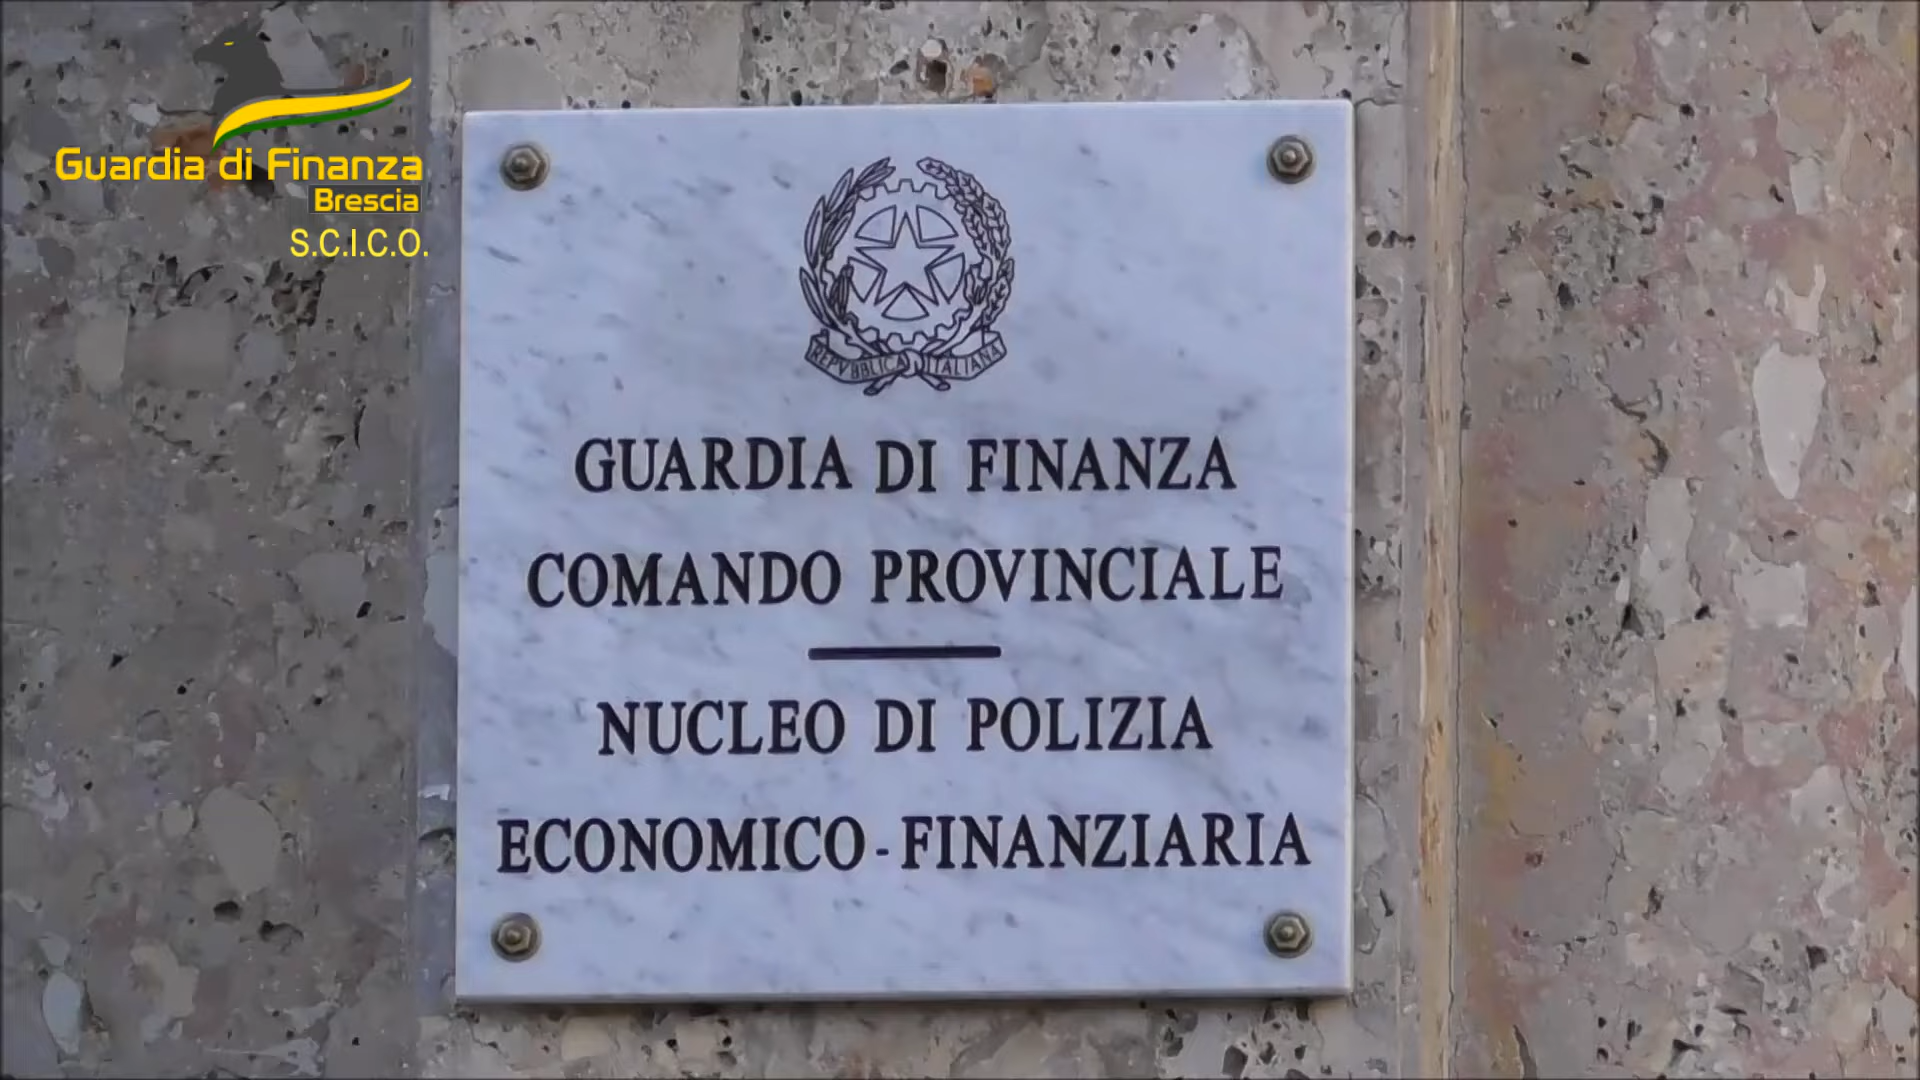 Guardia di Finanza
Brescia
S.C.I.C.O.
REPVBBLICA ITALIANA
GUARDIA DI FINANZA
COMANDO PROVINCIALE
NUCLEO DI POLIZIA
ECONOMICO-FINANZIARIA